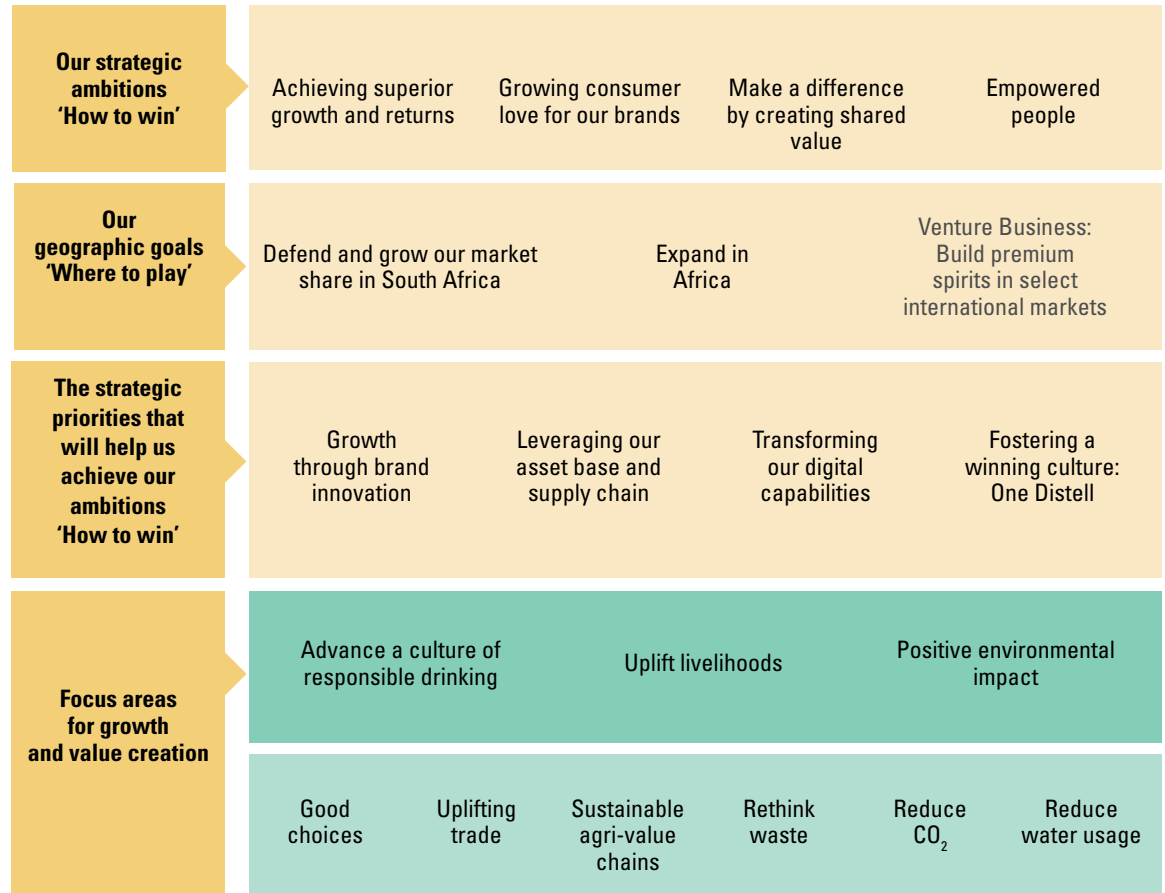 Our strategic
ambitions
‘How to win’
Achieving superior
growth and returns
Growing consumer
love for our brands
Make a difference
by creating shared
value
Empowered
people
Our
geographic goals
‘Where to play’
Defend and grow our market
share in South Africa
Expand in
Africa
Venture Business:
Build premium
spirits in select
international markets
The strategic
priorities that
will help us
achieve our
ambitions
‘How to win’
Growth
through brand
innovation
Leveraging our
asset base and
supply chain
Transforming
our digital
capabilities
Fostering a
winning culture:
One Distell
Focus areas
for growth
and value creation
Advance a culture of
responsible drinking
Uplift livelihoods
Positive environmental
impact
Good
choices
Uplifting
trade
Sustainable
agri-value
chains
Rethink
waste
Reduce
CO₂
Reduce
water usage